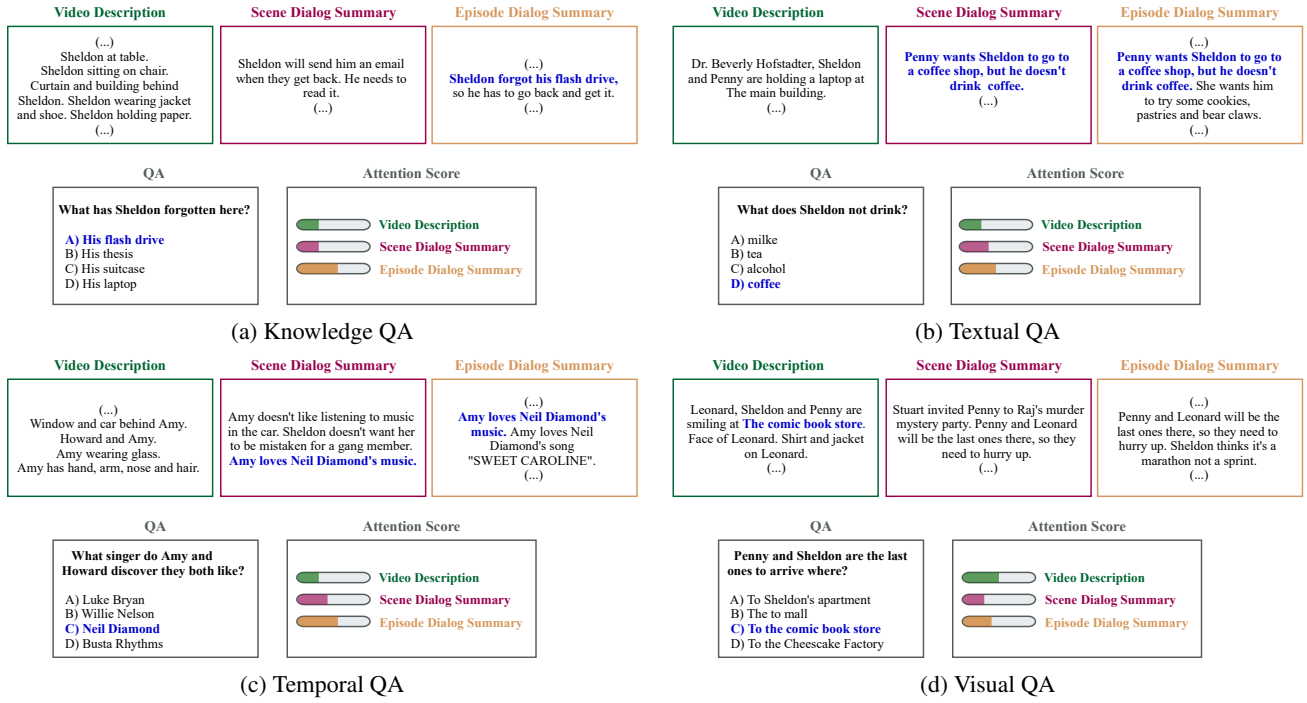 Video Description
(...)
Sheldon at table.
Sheldon sitting on chair.
Curtain and building behind
Sheldon. Sheldon wearing jacket
and shoe. Sheldon holding paper.
(...)
Scene Dialog Summary
Sheldon will send him an email
when they get back. He needs to
read it.
(...)
Episode Dialog Summary
(...)
Sheldon forgot his flash drive,
so he has to go back and get it.
(...)
QA
What has Sheldon forgotten here?
A) His flash drive
B) His thesis
C) His suitcase
D) His laptop
Attention Score
Video Description
Scene Dialog Summary
Episode Dialog Summary
(a) Knowledge QA
Video Description
Dr. Beverly Hofstadter, Sheldon
and Penny are holding a laptop at
The main building.
(...)
Scene Dialog Summary
Penny wants Sheldon to go to
a coffee shop, but he doesn't
drink coffee.
(...)
Episode Dialog Summary
(...)
Penny wants Sheldon to go to
a coffee shop, but he doesn't
drink coffee. She wants him
to try some cookies,
pastries and bear claws.
(...)
QA
What does Sheldon not drink?
A) milke
B) tea
C) alcohol
D) coffee
Attention Score
Video Description
Scene Dialog Summary
Episode Dialog Summary
(b) Textual QA
Video Description
(...)
Window and car behind Amy.
Howard and Amy.
Amy wearing glass.
Amy has hand, arm, nose and hair.
Scene Dialog Summary
Amy doesn't like listening to music
in the car. Sheldon doesn't want her
to be mistaken for a gang member.
Amy loves Neil Diamond's music.
Episode Dialog Summary
(...)
Amy loves Neil Diamond's
music. Amy loves Neil
Diamond's song
"SWEET CAROLINE".
(...)
QA
What singer do Amy and
Howard discover they both like?
A) Luke Bryan
B) Willie Nelson
C) Neil Diamond
D) Busta Rhythms
Attention Score
Video Description
Scene Dialog Summary
Episode Dialog Summary
(c) Temporal QA
Video Description
Leonard, Sheldon and Penny are
smiling at The comic book store.
Face of Leonard. Shirt and jacket
on Leonard.
(...)
Scene Dialog Summary
Stuart invited Penny to Raj's murder
mystery party. Penny and Leonard
will be the last ones there, so they
need to hurry up.
(...)
Episode Dialog Summary
(...)
Penny and Leonard will be the
last ones there, so they need to
hurry up. Sheldon thinks it's a
marathon not a sprint.
(...)
QA
Penny and Sheldon are the last
ones to arrive where?
A) To Sheldon's apartment
B) The to mall
C) To the comic book store
D) To the Cheescake Factory
Attention Score
Video Description
Scene Dialog Summary
Episode Dialog Summary
(d) Visual QA